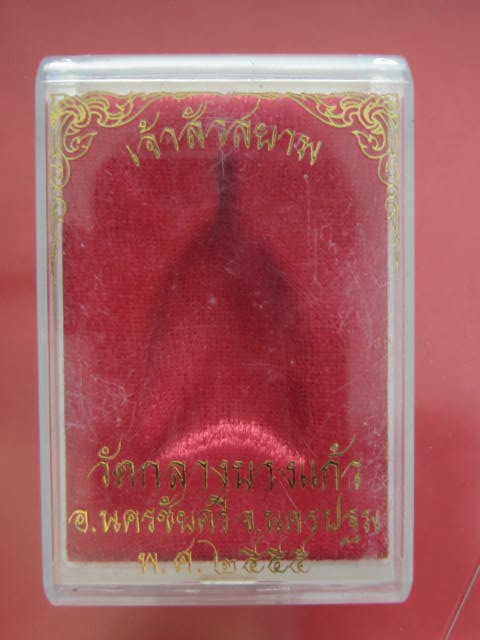 เจ้าสัวสยาม
วัดกลางบางแก้ว
อ.นครชัยศรี จ.นครปฐม
พ.ศ.๒๕๕๕